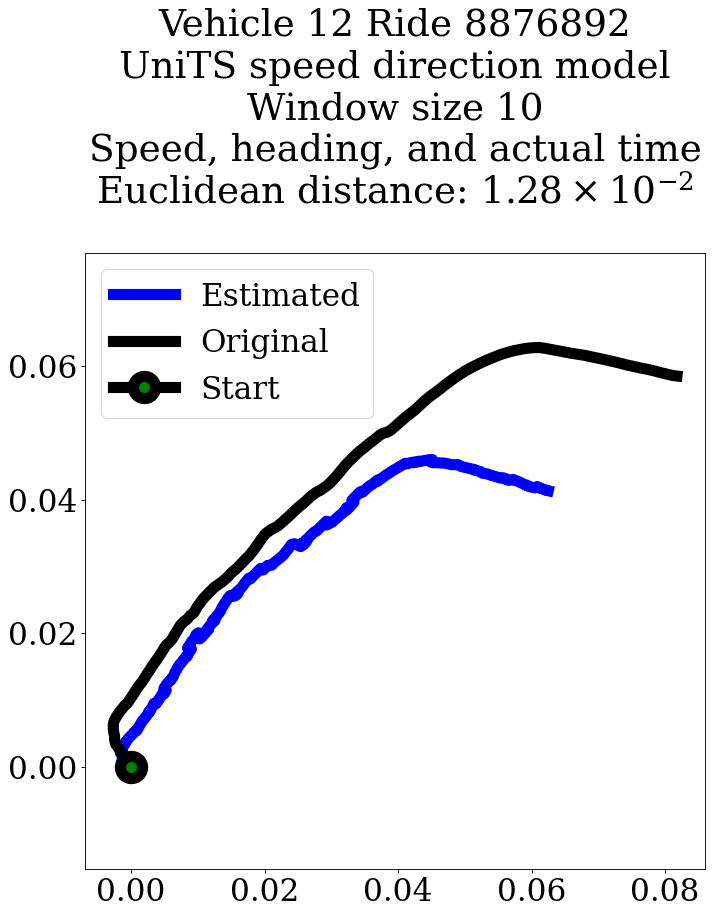 Vehicle 12 Ride 8876892
UniTS speed direction model
Window size 10
Speed, heading, and actual time
Euclidean distance: 1.28 × 10⁻²
Estimated
Original
Start
0.06
0.04
0.02
0.00
0.00 0.02 0.04 0.06 0.08